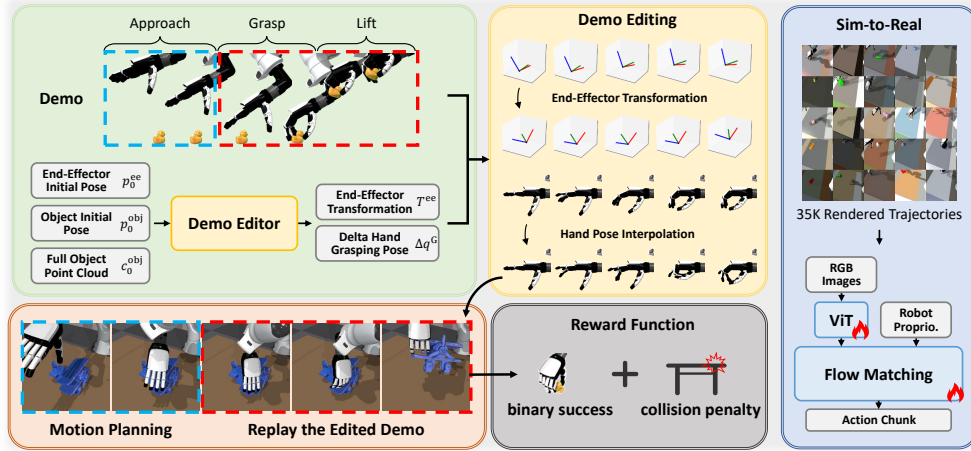 Approach
Grasp
Lift
Demo
End-Effector
Initial Pose
p_0^ee
Object Initial
Pose
p_0^obj
Full Object
Point Cloud
c_0^obj
Demo Editor
End-Effector
Transformation
T^ee
Delta Hand
Grasping Pose
Δq^G
Demo Editing
End-Effector Transformation
Hand Pose Interpolation
Motion Planning
Replay the Edited Demo
Reward Function
binary success
collision penalty
Sim-to-Real
35K Rendered Trajectories
RGB
Images
ViT
Robot
Proprio.
Flow Matching
Action Chunk